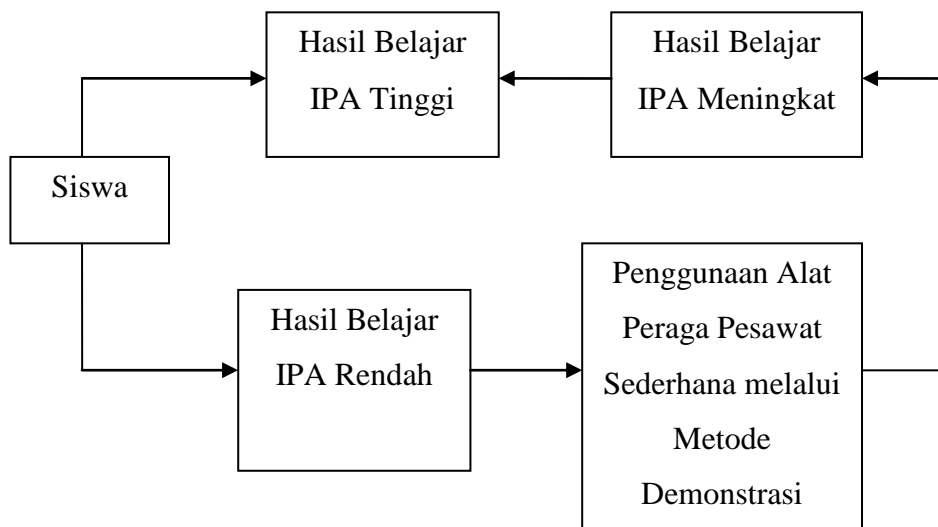 Hasil Belajar
IPA Tinggi
Hasil Belajar
IPA Meningkat
Siswa
Hasil Belajar
IPA Rendah
Penggunaan Alat
Peraga Pesawat
Sederhana melalui
Metode
Demonstrasi